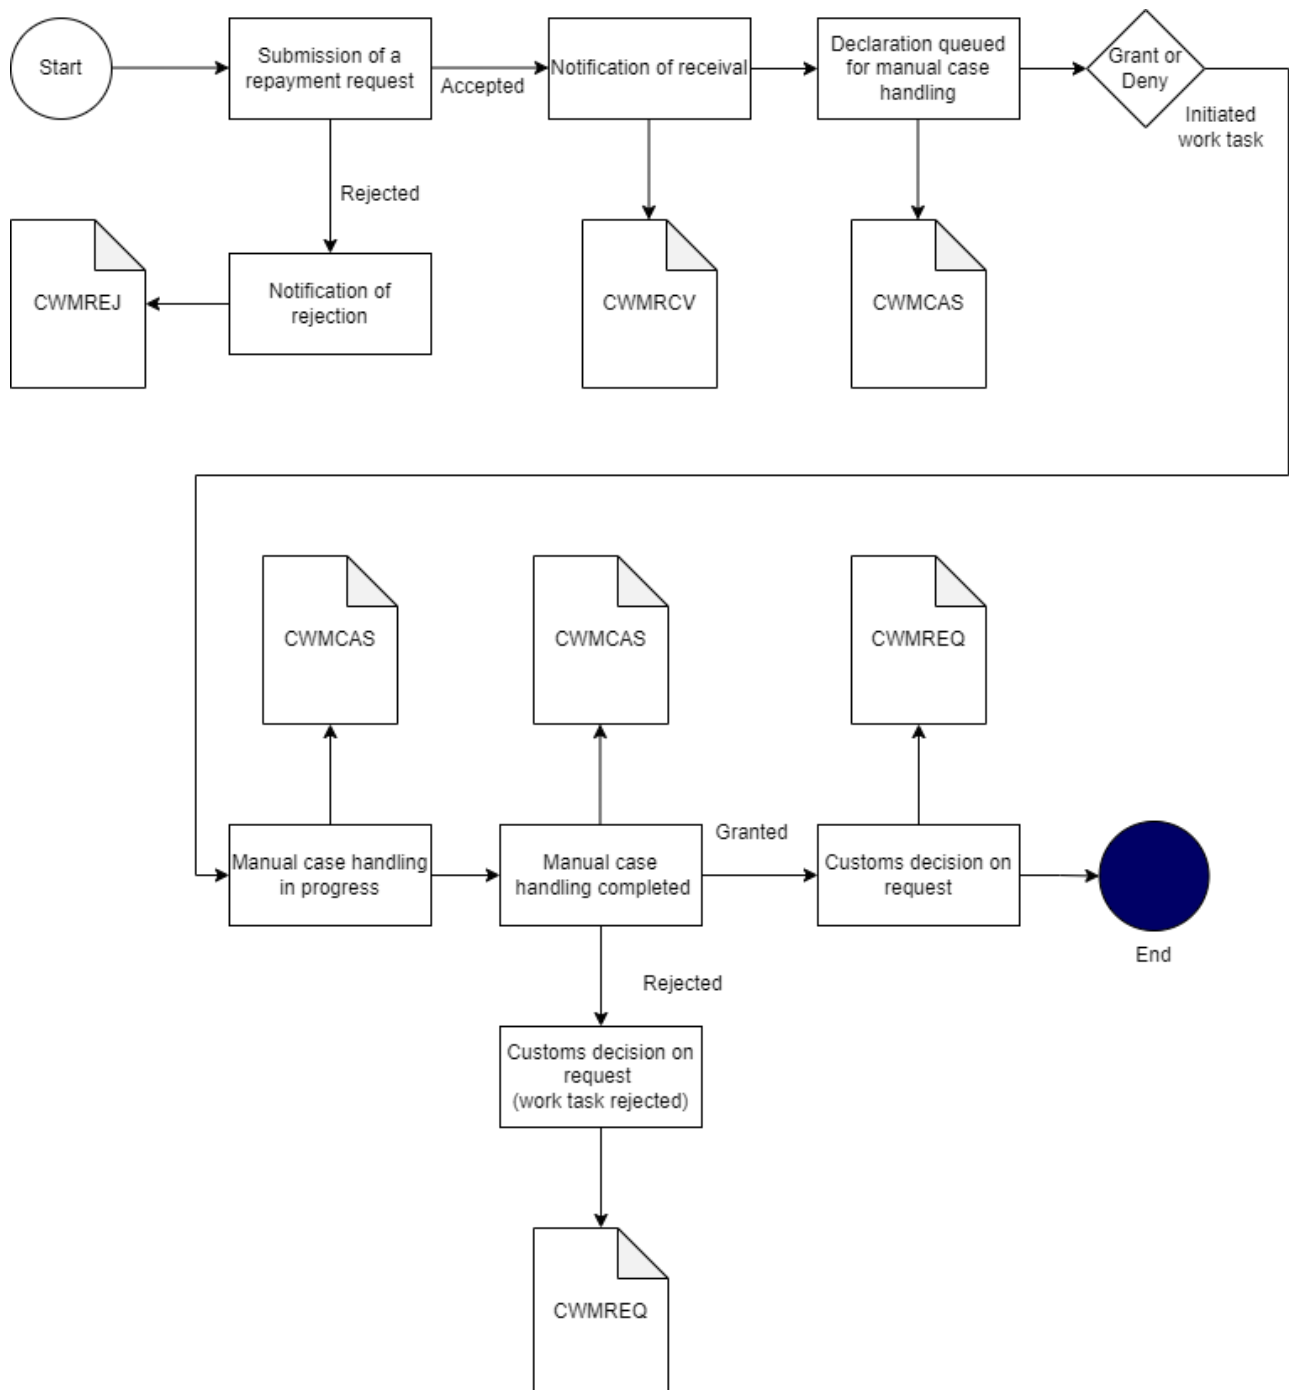 Start
Submission of a
repayment request
Accepted
Notification of receival
Declaration queued
for manual case
handling
Grant or
Deny
Initiated
work task
Rejected
CWMREJ
Notification of
rejection
CWMRCV
CWMCAS
CWMCAS
CWMCAS
CWMREQ
Manual case handling
in progress
Manual case
handling completed
Granted
Customs decision on
request
End
Rejected
Customs decision on
request
(work task rejected)
CWMREQ